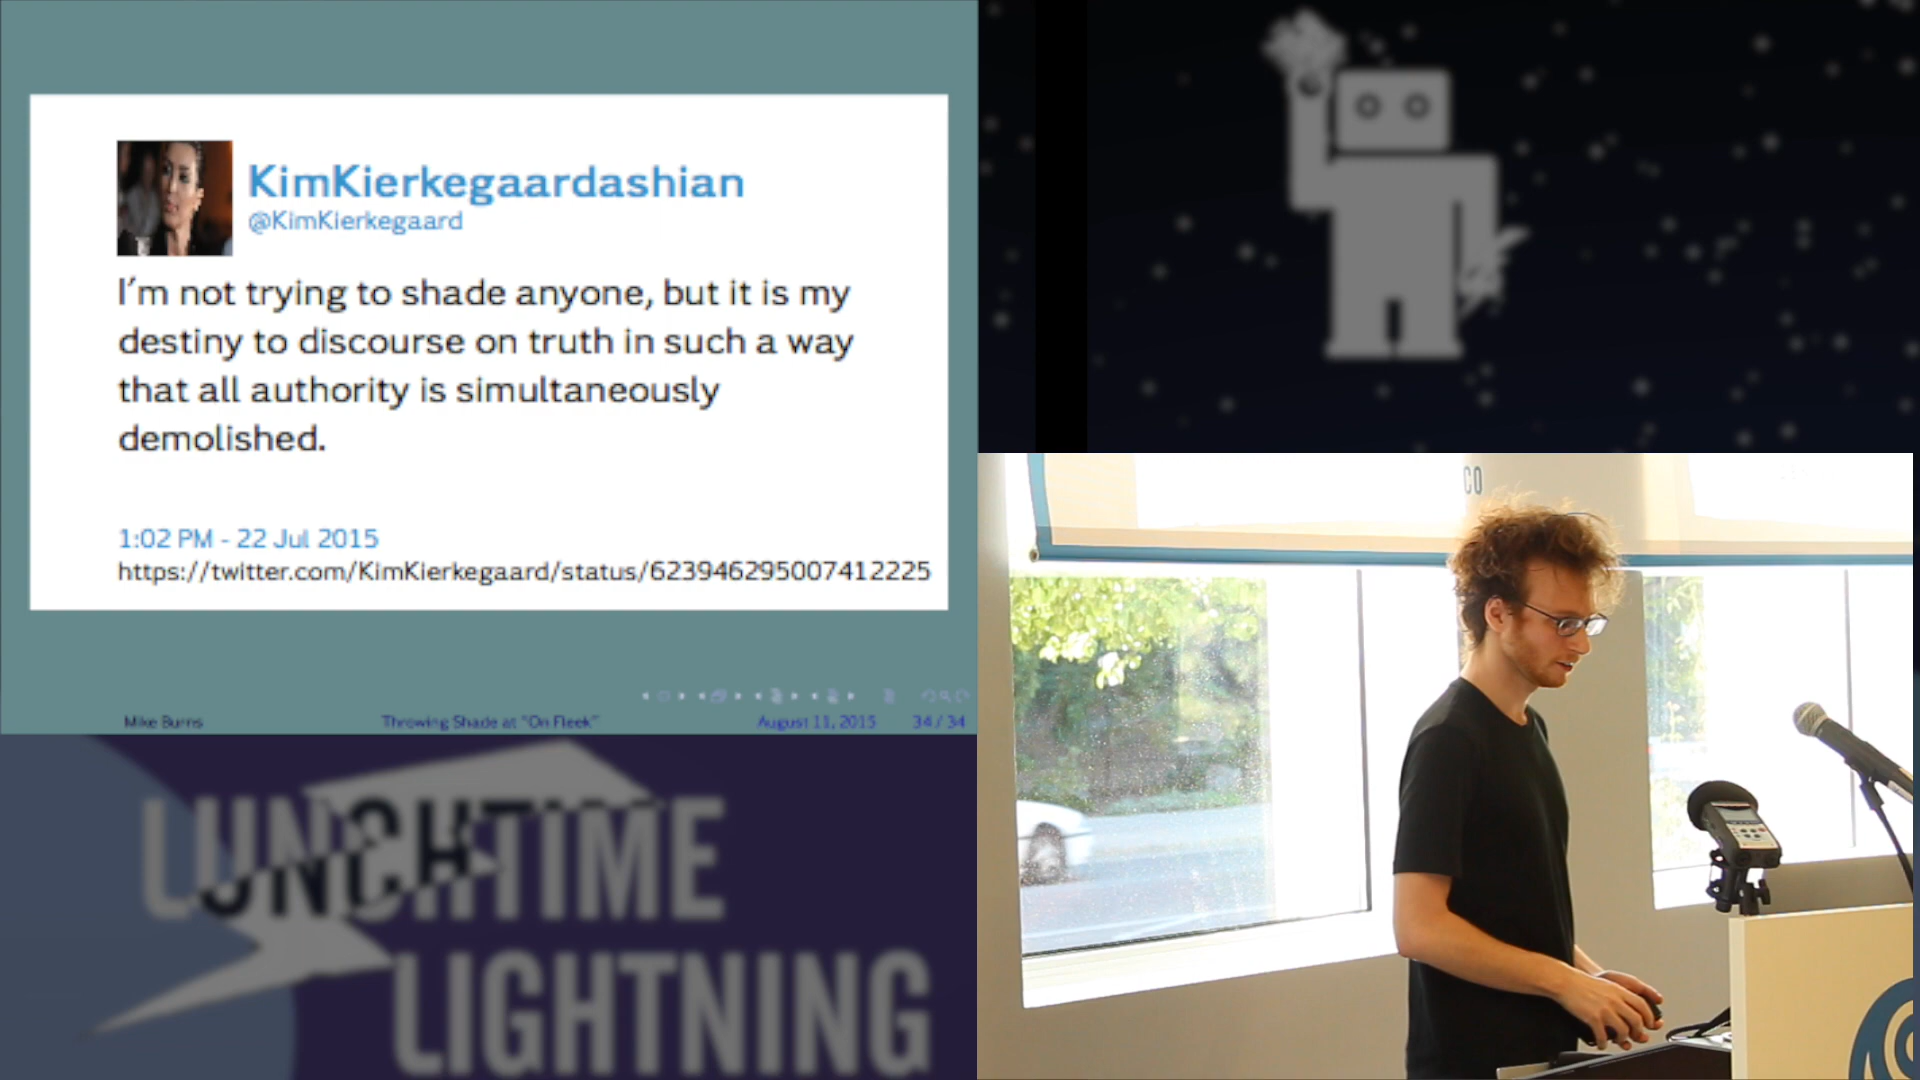 KimKierkegaardashian
@KimKierkegaard
I'm not trying to shade anyone, but it is my
destiny to discourse on truth in such a way
that all authority is simultaneously
demolished.
1:02 PM - 22 Jul 2015
https://twitter.com/KimKierkegaard/status/623946295007412225
Mike Burns
Throwing Shade at "On Fleek"
August 11, 2015
34 / 34
LUNCHTIME
LIGHTNING
CO